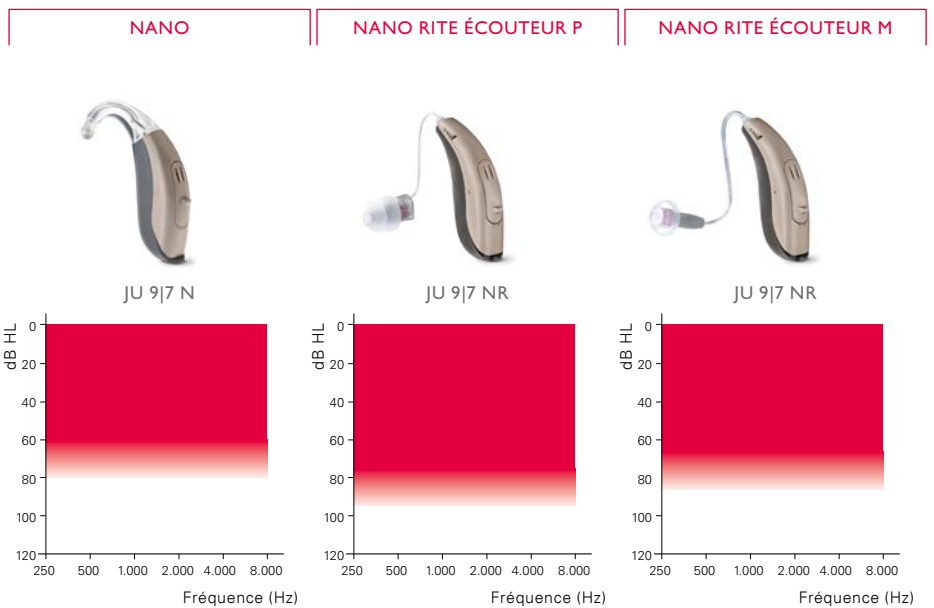 NANO
NANO RITE ÉCOUTEUR P
NANO RITE ÉCOUTEUR M
JU 9|7 N
JU 9|7 NR
JU 9|7 NR
dB HL
0
20
40
60
80
100
120
250 500 1.000 2.000 4.000 8.000
Fréquence (Hz)
dB HL
0
20
40
60
80
100
120
250 500 1.000 2.000 4.000 8.000
Fréquence (Hz)
dB HL
0
20
40
60
80
100
120
250 500 1.000 2.000 4.000 8.000
Fréquence (Hz)